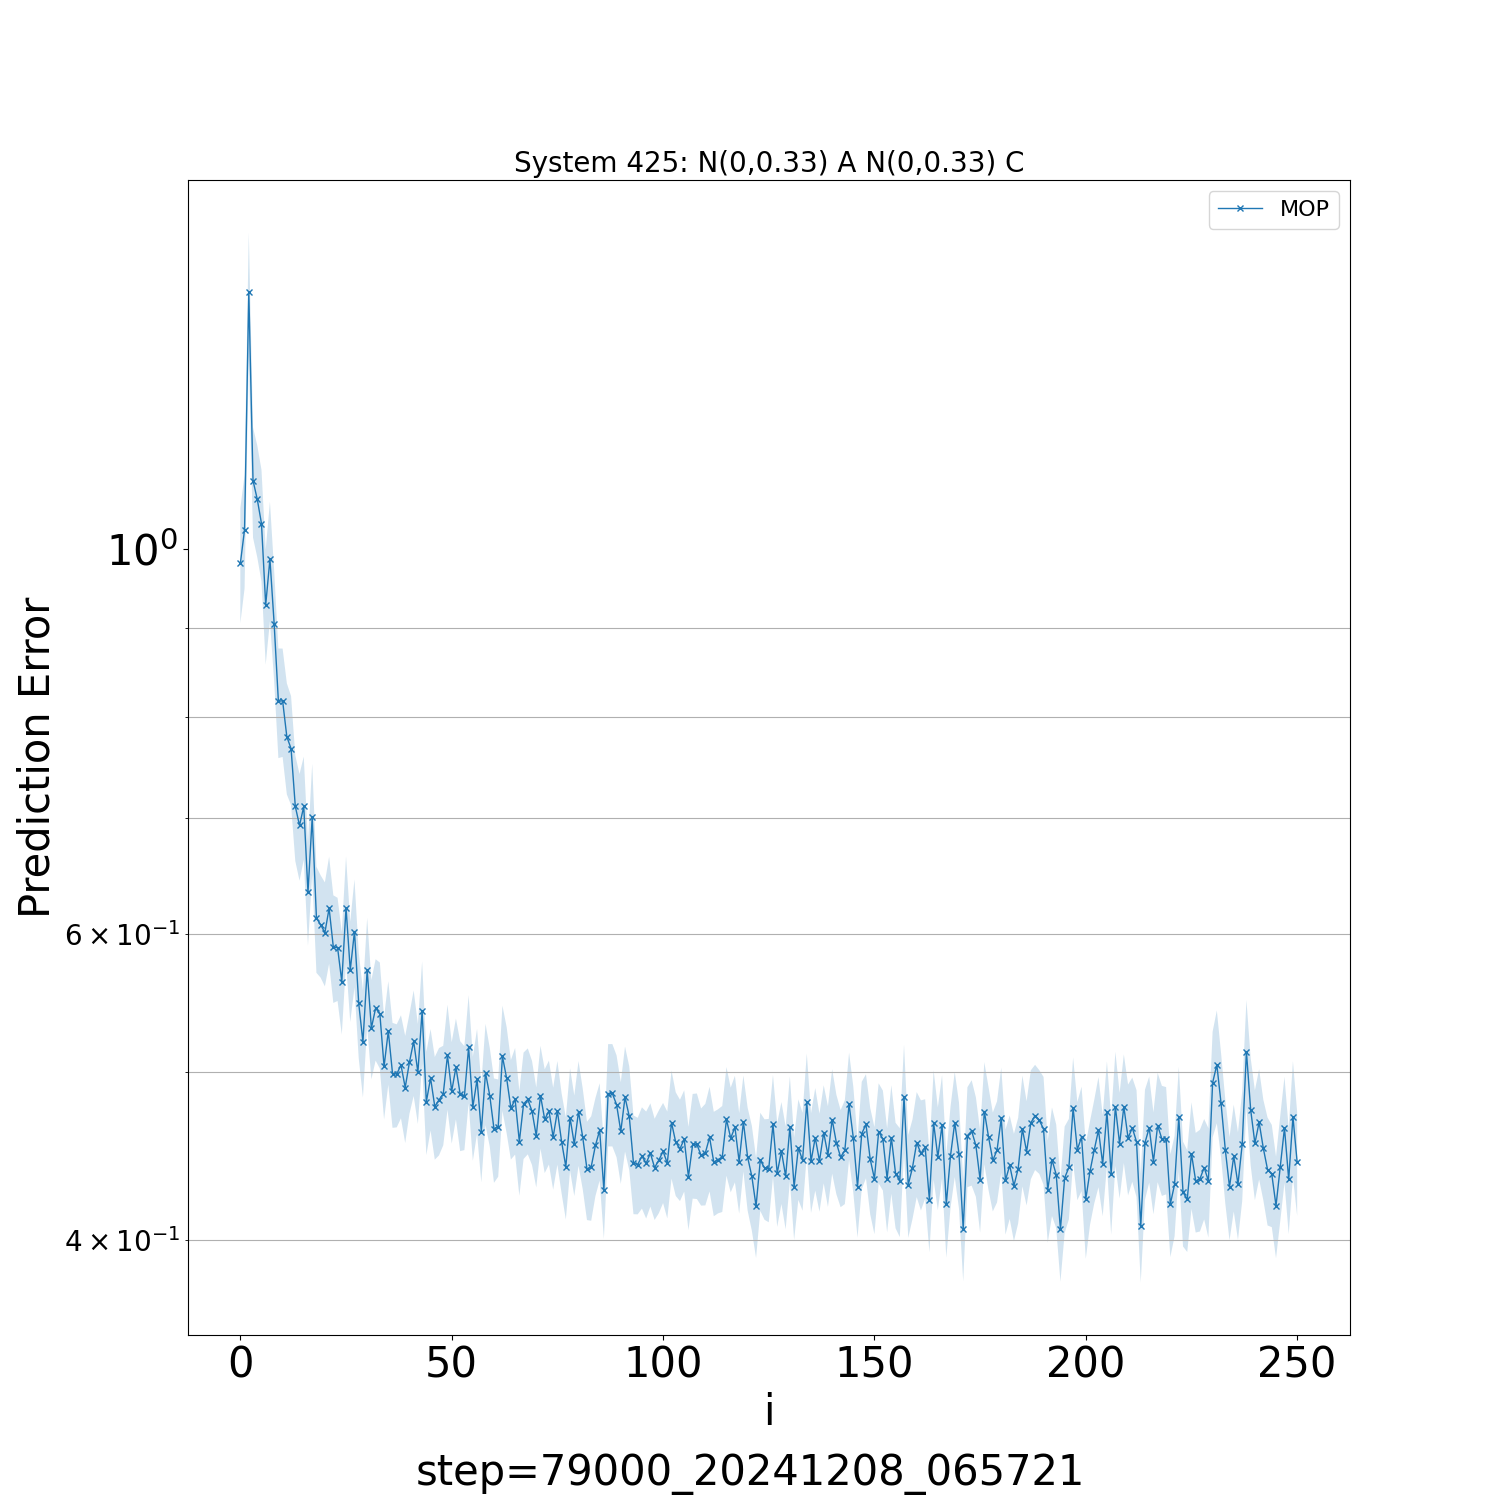 System 425: N(0,0.33) A N(0,0.33) C
MOP
Prediction Error
10⁰
6 × 10⁻¹
4 × 10⁻¹
0 50 100 150 200 250
i
step=79000_20241208_065721